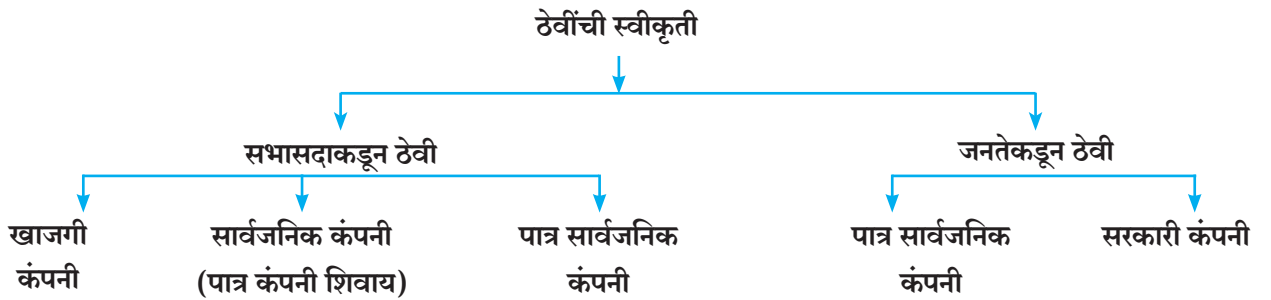 ठेवींची स्वीकृती
सभासदाकडून ठेवी
जनतेकडून ठेवी
खाजगी
कंपनी
सार्वजनिक कंपनी
(पात्र कंपनी शिवाय)
पात्र सार्वजनिक
कंपनी
पात्र सार्वजनिक
कंपनी
सरकारी कंपनी